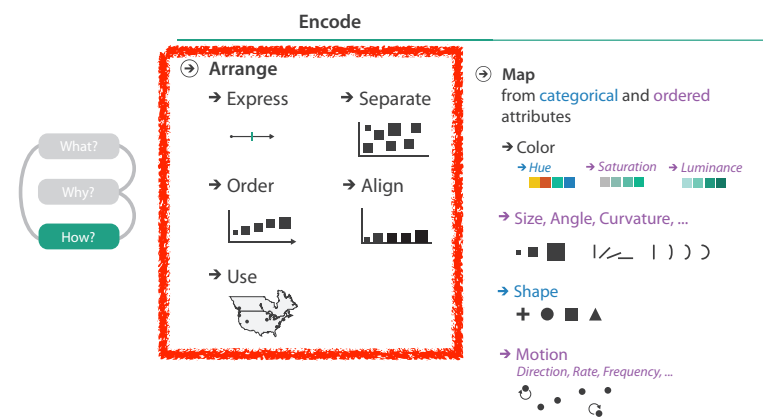 Encode
Arrange
Express
Separate
Order
Align
Use
What?
Why?
How?
Map
from categorical and ordered
attributes
Color
Hue
Saturation
Luminance
Size, Angle, Curvature, ...
Shape
Motion
Direction, Rate, Frequency, ...